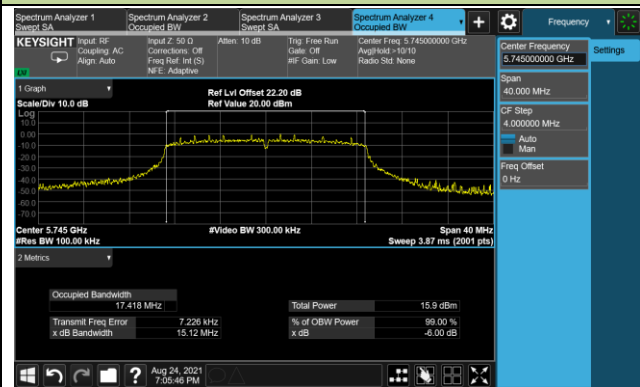 Spectrum Analyzer 1
Swept SA
Spectrum Analyzer 2
Occupied BW
Spectrum Analyzer 3
Swept SA
Spectrum Analyzer 4
Occupied BW
+
Frequency
KEYSIGHT
Input: RF
Coupling: AC
Align: Auto
Input Z: 50 Ω
Corrections: Off
Freq Ref: Int (S)
NFE: Adaptive
Atten: 10 dB
Trig: Free Run
Gate: Off
#IF Gain: Low
Center Freq: 5.745000000 GHz
Avg|Hold:>10/10
Radio Std: None
Center Frequency
5.745000000 GHz
Settings
Span
40.000 MHz
CF Step
4.000000 MHz
Auto
Man
Freq Offset
0 Hz
1 Graph
Scale/Div 10.0 dB
Ref Lvl Offset 22.20 dB
Ref Value 20.00 dBm
Log
10.0
0.00
-10.0
-20.0
-30.0
-40.0
-50.0
-60.0
-70.0
Center 5.745 GHz
#Res BW 100.00 kHz
#Video BW 300.00 kHz
Span 40 MHz
Sweep 3.87 ms (2001 pts)
2 Metrics
Occupied Bandwidth
17.418 MHz
Total Power 15.9 dBm
Transmit Freq Error 7.226 kHz
% of OBW Power 99.00 %
x dB Bandwidth 15.12 MHz
x dB -6.00 dB
?
Aug 24, 2021
7:05:46 PM